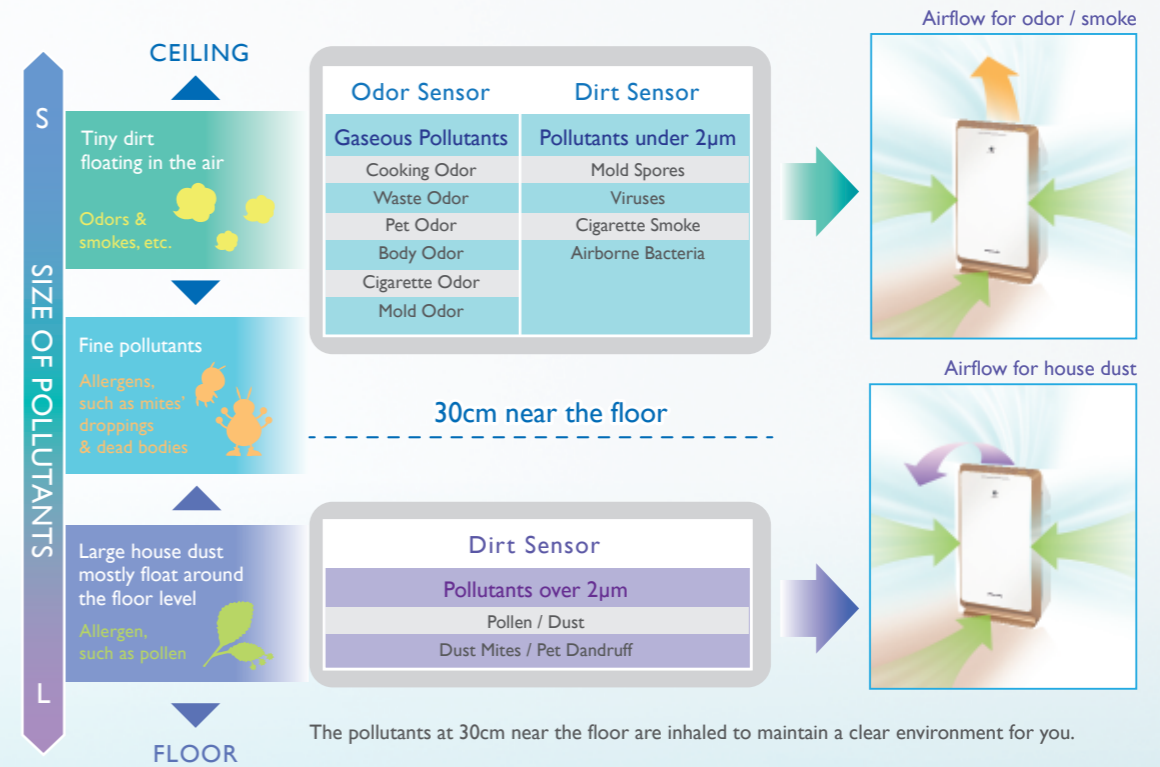 Airflow for odor / smoke
CEILING
S
SIZE OF POLLUTANTS
L
Tiny dirt
floating in the air
Odors &
smokes, etc.
Fine pollutants
Allergens,
such as mites'
droppings
& dead bodies
Large house dust
mostly float around
the floor level
Allergen,
such as pollen
FLOOR
Odor Sensor
Dirt Sensor
Gaseous Pollutants
Pollutants under 2µm
Cooking Odor
Mold Spores
Waste Odor
Viruses
Pet Odor
Cigarette Smoke
Body Odor
Airborne Bacteria
Cigarette Odor
Mold Odor
30cm near the floor
Airflow for house dust
Dirt Sensor
Pollutants over 2µm
Pollen / Dust
Dust Mites / Pet Dandruff
The pollutants at 30cm near the floor are inhaled to maintain a clear environment for you.